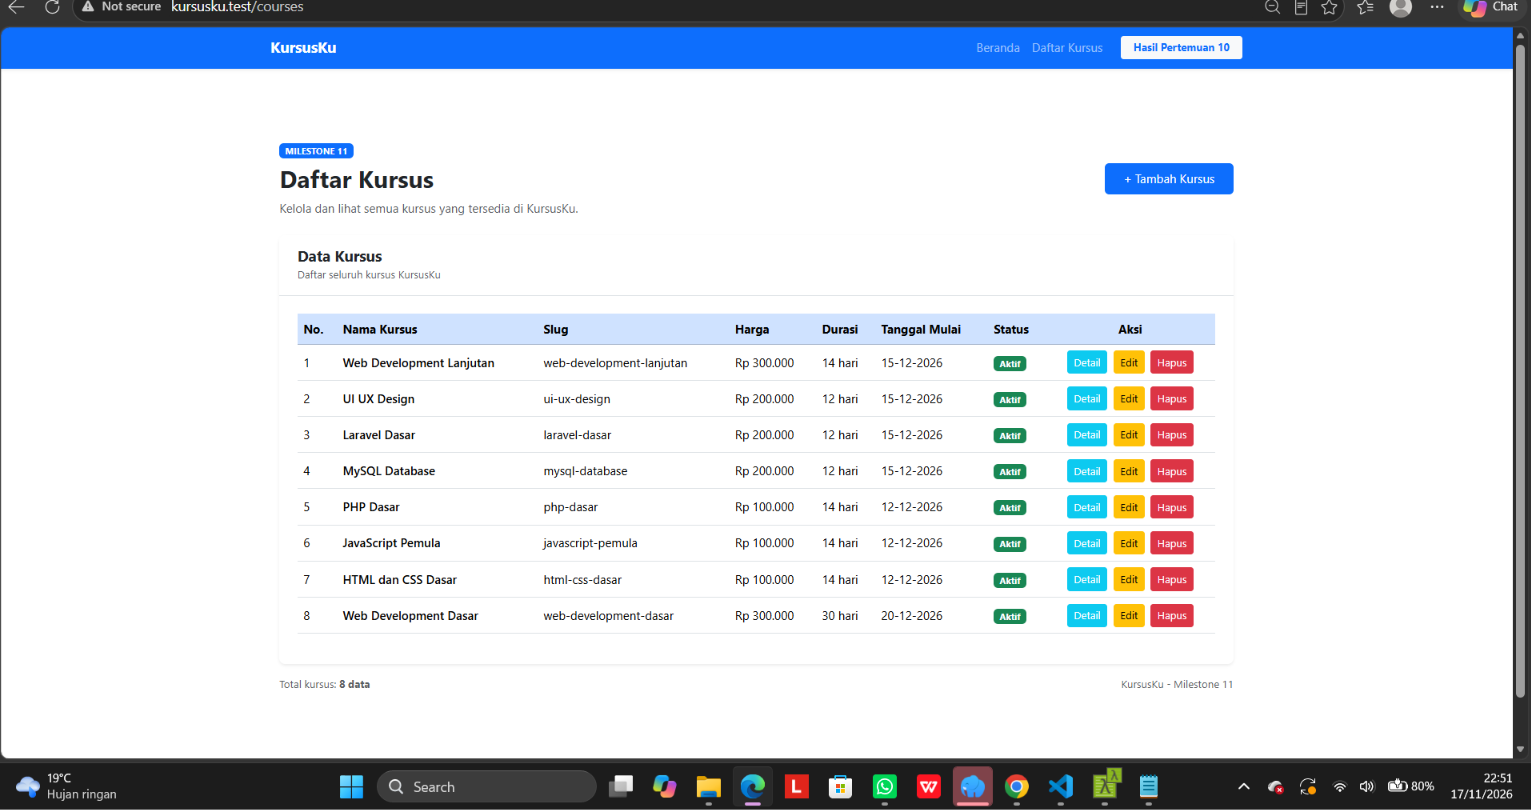 Not secure kursusku.test/courses Chat
KursusKu Beranda Daftar Kursus Hasil Pertemuan 10
MILESTONE 11
Daftar Kursus
+ Tambah Kursus
Kelola dan lihat semua kursus yang tersedia di KursusKu.
Data Kursus
Daftar seluruh kursus KursusKu
No. Nama Kursus Slug Harga Durasi Tanggal Mulai Status Aksi
1 Web Development Lanjutan web-development-lanjutan Rp 300.000 14 hari 15-12-2026 Aktif Detail Edit Hapus
2 UI UX Design ui-ux-design Rp 200.000 12 hari 15-12-2026 Aktif Detail Edit Hapus
3 Laravel Dasar laravel-dasar Rp 200.000 12 hari 15-12-2026 Aktif Detail Edit Hapus
4 MySQL Database mysql-database Rp 200.000 12 hari 15-12-2026 Aktif Detail Edit Hapus
5 PHP Dasar php-dasar Rp 100.000 14 hari 12-12-2026 Aktif Detail Edit Hapus
6 JavaScript Pemula javascript-pemula Rp 100.000 14 hari 12-12-2026 Aktif Detail Edit Hapus
7 HTML dan CSS Dasar html-css-dasar Rp 100.000 14 hari 12-12-2026 Aktif Detail Edit Hapus
8 Web Development Dasar web-development-dasar Rp 300.000 30 hari 20-12-2026 Aktif Detail Edit Hapus
Total kursus: 8 data KursusKu - Milestone 11
19°C
Hujan ringan
Search
L
W
λ
λ
80%
22:51
17/11/2026